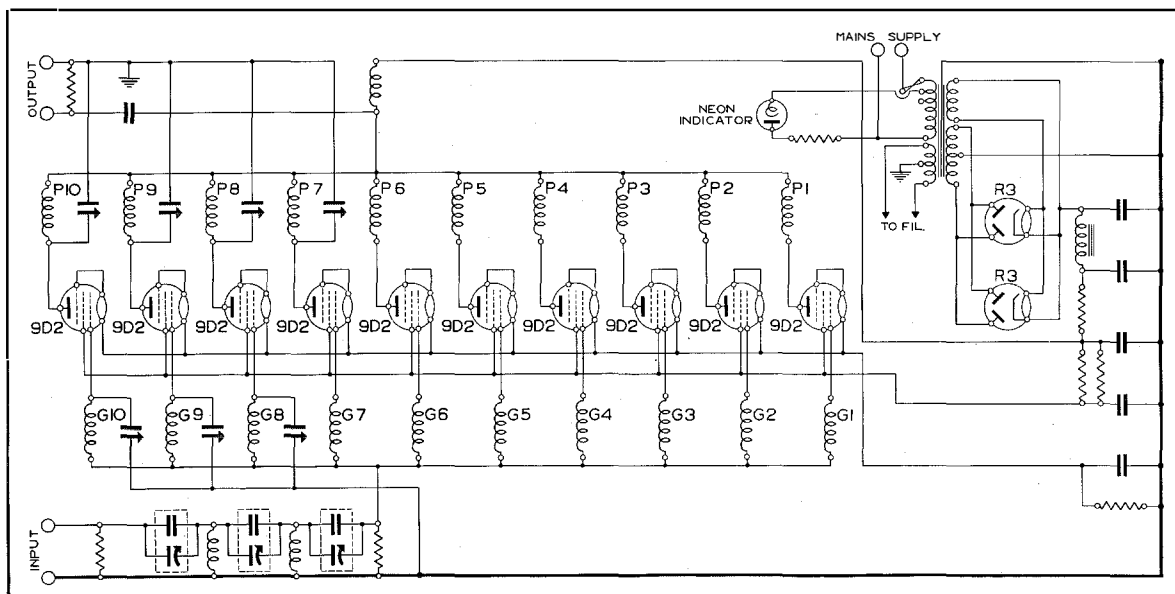 MAINS SUPPLY
OUTPUT
NEON
INDICATOR
P10 P9 P8 P7 P6 P5 P4 P3 P2 P1
R3
TO FIL.
R3
9D2 9D2 9D2 9D2 9D2 9D2 9D2 9D2 9D2 9D2
G10 G9 G8 G7 G6 G5 G4 G3 G2 G1
INPUT